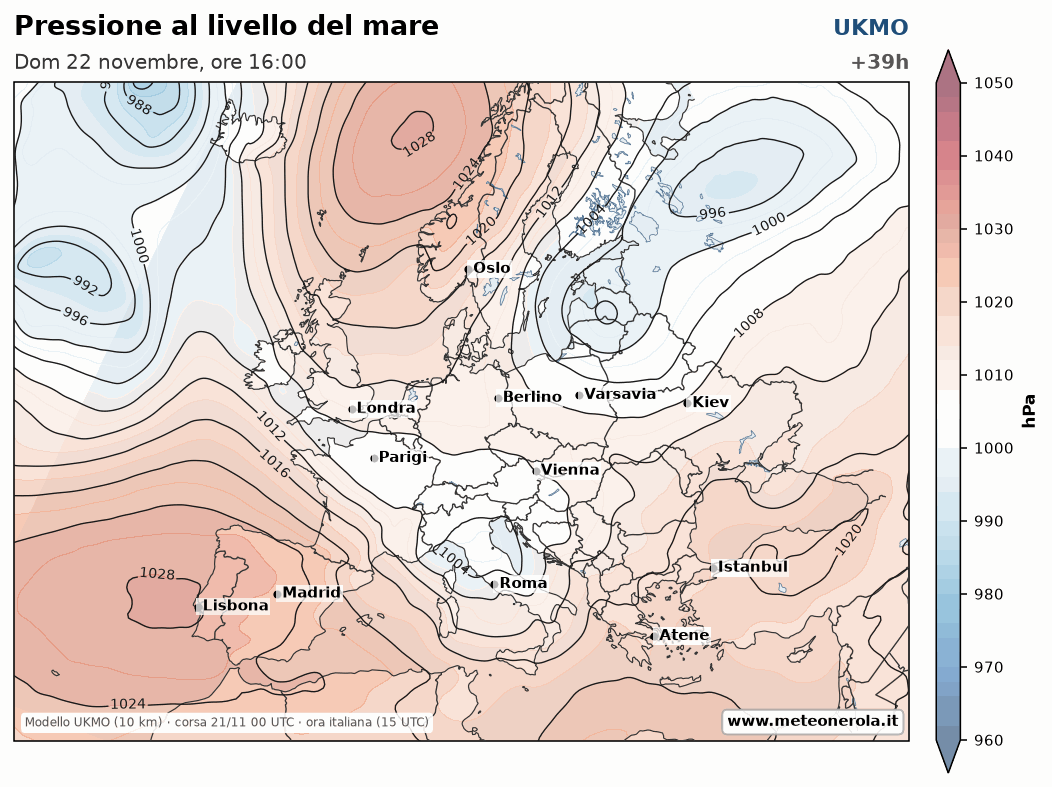 Pressione al livello del mare
UKMO
Dom 22 novembre, ore 16:00
+39h
988
1028
1024
1020
1012
1004
996
1000
1000
992
996
1008
Oslo
Londra
Berlino
Varsavia
Kiev
1012
Parigi
1016
Vienna
1020
1004
1028
Madrid
Lisbona
Roma
Istanbul
Atene
1024
Modello UKMO (10 km) · corsa 21/11 00 UTC · ora italiana (15 UTC)
www.meteonerola.it
1050
1040
1030
1020
1010
1000
990
980
970
960
hPa